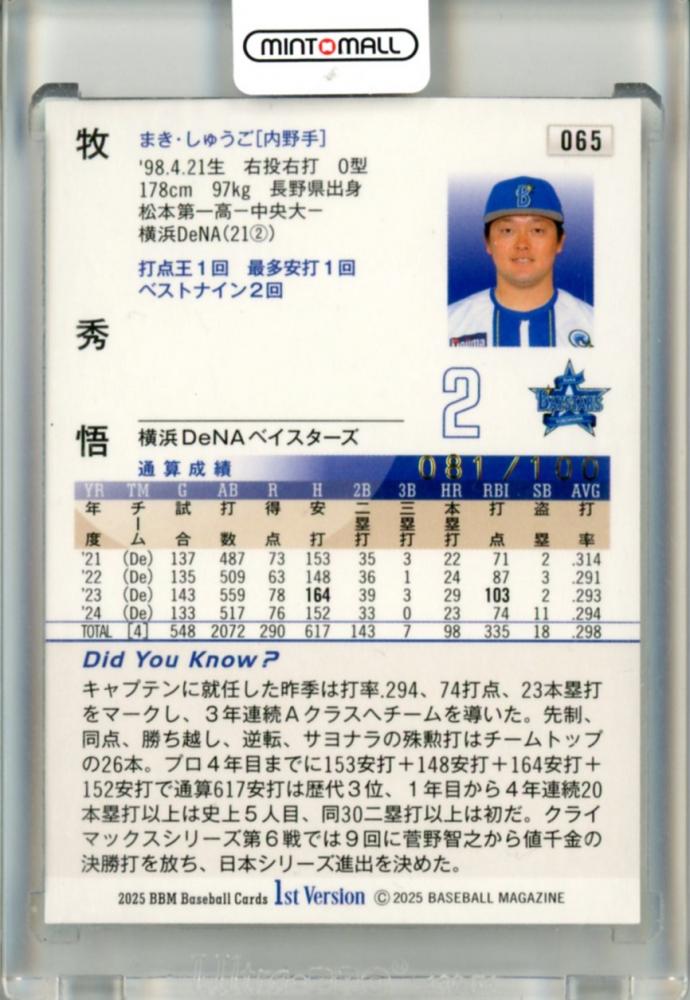 MINT MALL
065
牧秀悟
まき・しゅうご[内野手]
'98.4.21生 右投右打 O型
178cm 97kg 長野県出身
松本第一高ー中央大ー
横浜DeNA(21②)
打点王1回 最多安打1回
ベストナイン2回
2
BAYSTARS
横浜DeNAベイスターズ
通算成績
081/100
YR TM G AB R H 2B 3B HR RBI SB AVG
年度 チーム 試合 打数 得点 安打 二塁打 三塁打 本塁打 打点 盗塁 打率
'21 (De) 137 487 73 153 35 3 22 71 2 .314
'22 (De) 135 509 63 148 36 1 24 87 3 .291
'23 (De) 143 559 78 164 39 3 29 103 2 .293
'24 (De) 133 517 76 152 33 0 23 74 11 .294
TOTAL [4] 548 2072 290 617 143 7 98 335 18 .298
Did You Know?
キャプテンに就任した昨季は打率.294、74打点、23本塁打
をマークし、3年連続Aクラスへチームを導いた。先制、
同点、勝ち越し、逆転、サヨナラの殊勲打はチームトップ
の26本。プロ4年目までに153安打＋148安打＋164安打＋
152安打で通算617安打は歴代3位、1年目から4年連続20
本塁打以上は史上5人目、同30二塁打以上は初だ。クライ
マックスシリーズ第6戦では9回に菅野智之から値千金の
決勝打を放ち、日本シリーズ進出を決めた。
2025 BBM Baseball Cards 1st Version ©2025 BASEBALL MAGAZINE